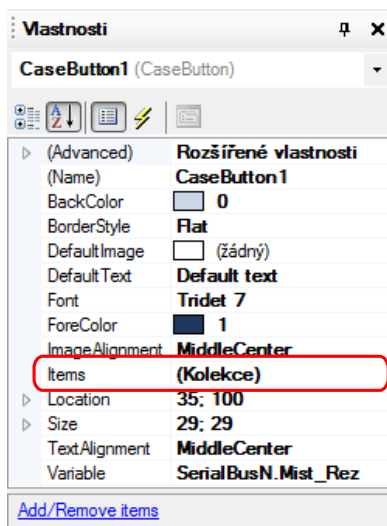 Vlastnosti
CaseButton1 (CaseButton)
(Advanced) Rozšířené vlastnosti
(Name) CaseButton1
BackColor 0
BorderStyle Flat
DefaultImage (žádný)
DefaultText Default text
Font Tridet 7
ForeColor 1
ImageAlignment MiddleCenter
Items (Kolekce)
Location 35; 100
Size 29; 29
TextAlignment MiddleCenter
Variable SerialBusN.Mist_Rez
Add/Remove items